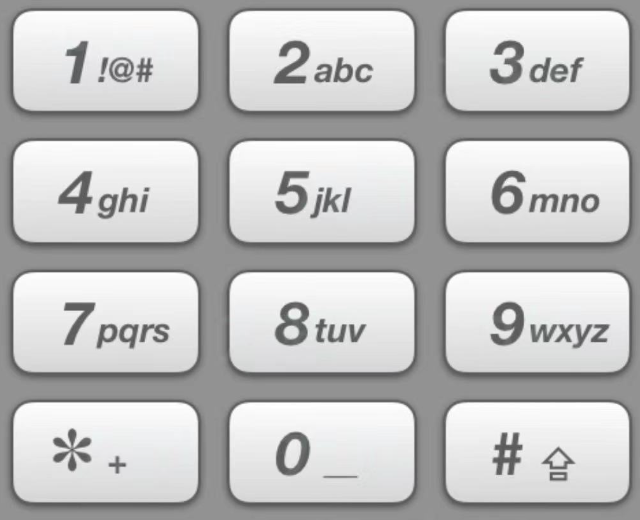 1 !@# 2 abc 3 def
4 ghi 5 jkl 6 mno
7 pqrs 8 tuv 9 wxyz
* + 0 _ # ⇧